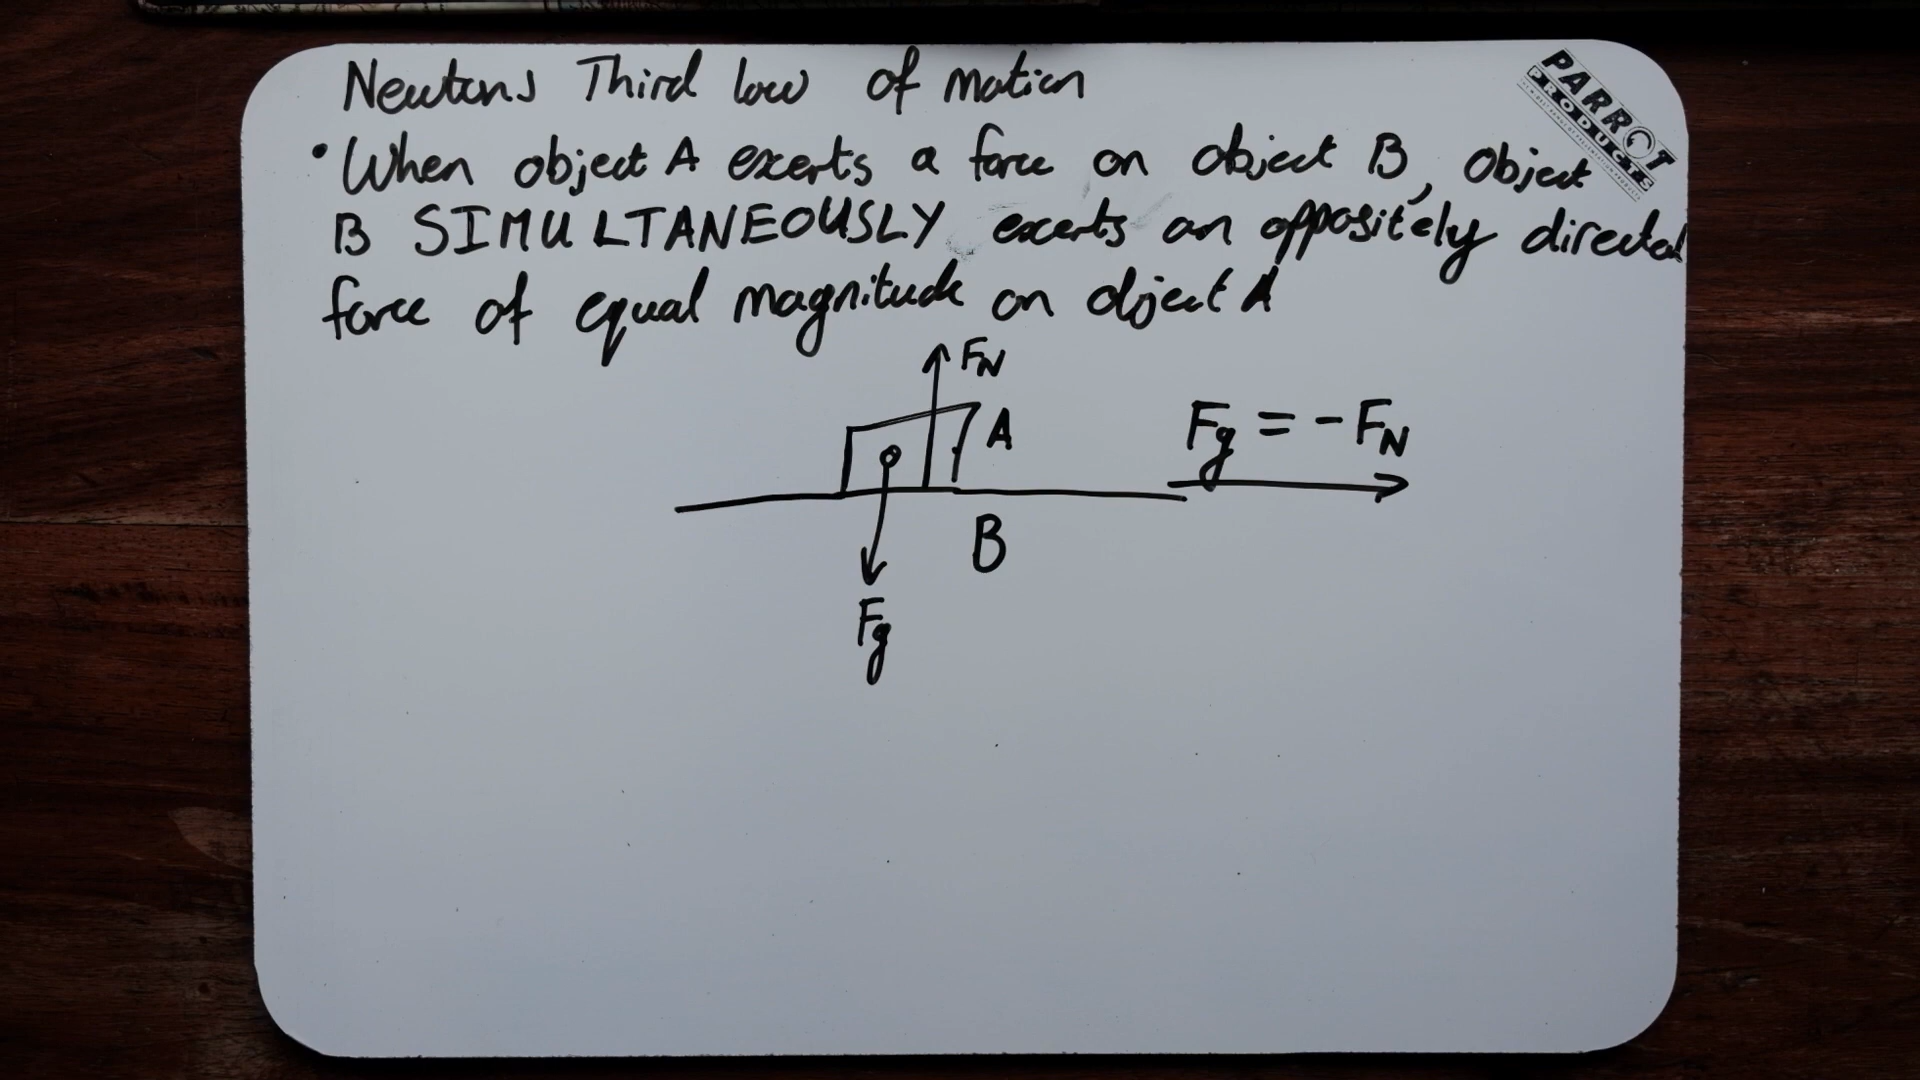 Newtons Third law of motion
• When object A exerts a force on object B, Object
B SIMULTANEOUSLY exerts an oppositely directed
force of equal magnitude on object A
FN
A
Fg = -FN
B
Fg
PARROT
PRODUCTS